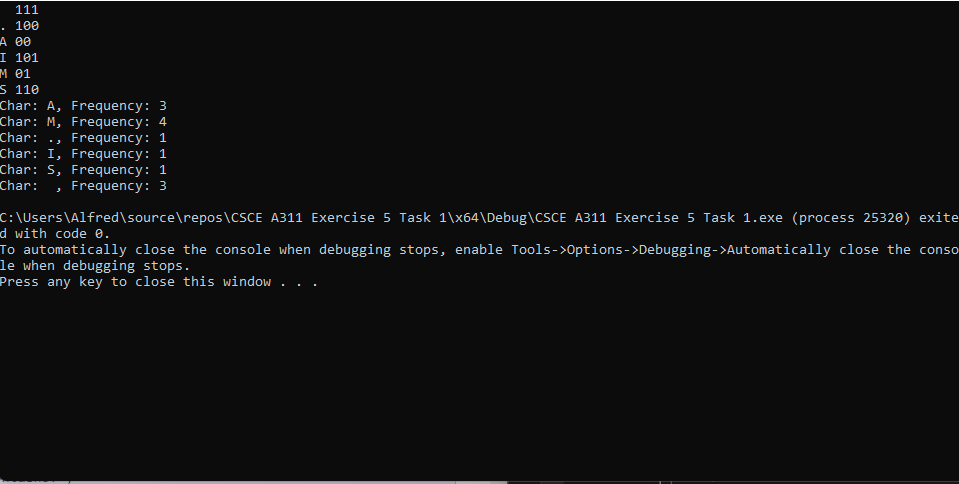 111
. 100
A 00
I 101
M 01
S 110
Char: A, Frequency: 3
Char: M, Frequency: 4
Char: ., Frequency: 1
Char: I, Frequency: 1
Char: S, Frequency: 1
Char:  , Frequency: 3

C:\Users\Alfred\source\repos\CSCE A311 Exercise 5 Task 1\x64\Debug\CSCE A311 Exercise 5 Task 1.exe (process 25320) exite
d with code 0.
To automatically close the console when debugging stops, enable Tools->Options->Debugging->Automatically close the conso
le when debugging stops.
Press any key to close this window . . .